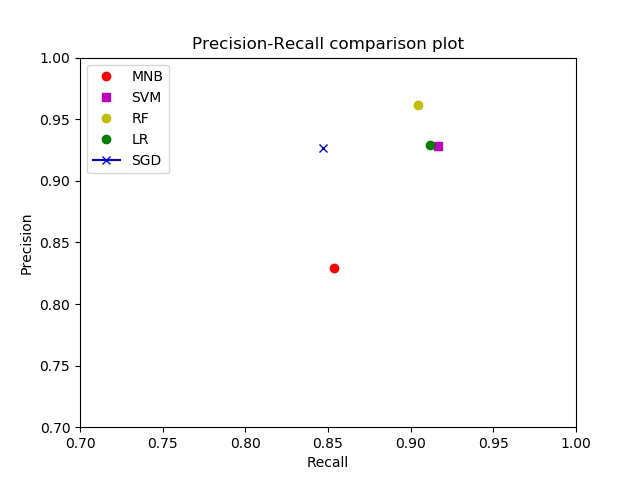 Precision-Recall comparison plot
1.00
0.95
0.90
0.85
0.80
0.75
0.70
Precision
MNB
SVM
RF
LR
SGD
0.70 0.75 0.80 0.85 0.90 0.95 1.00
Recall